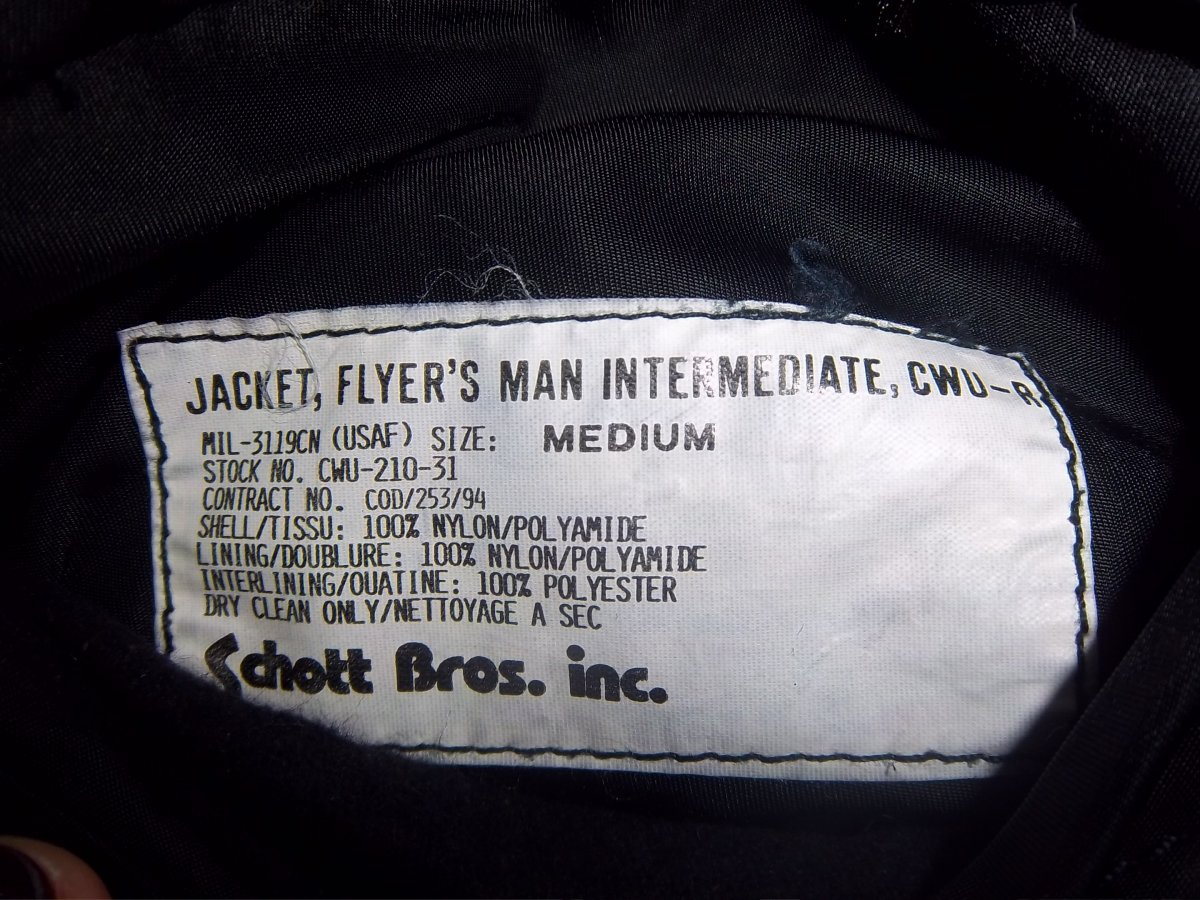 JACKET, FLYER'S MAN INTERMEDIATE, CWU-R
MIL-3119CN (USAF) SIZE: MEDIUM
STOCK NO. CWU-210-31
CONTRACT NO. COD/253/94
SHELL/TISSU: 100% NYLON/POLYAMIDE
LINING/DOUBLURE: 100% NYLON/POLYAMIDE
INTERLINING/OUATINE: 100% POLYESTER
DRY CLEAN ONLY/NETTOYAGE A SEC
Schott Bros. inc.